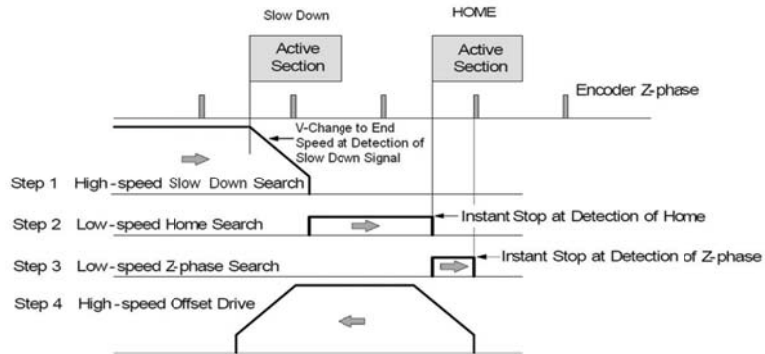 Slow Down
HOME
Active
Section
Active
Section
Encoder Z-phase
V-Change to End
Speed at Detection of
Slow Down Signal
Step 1 High-speed Slow Down Search
Step 2 Low-speed Home Search
Instant Stop at Detection of Home
Step 3 Low-speed Z-phase Search
Instant Stop at Detection of Z-phase
Step 4 High-speed Offset Drive